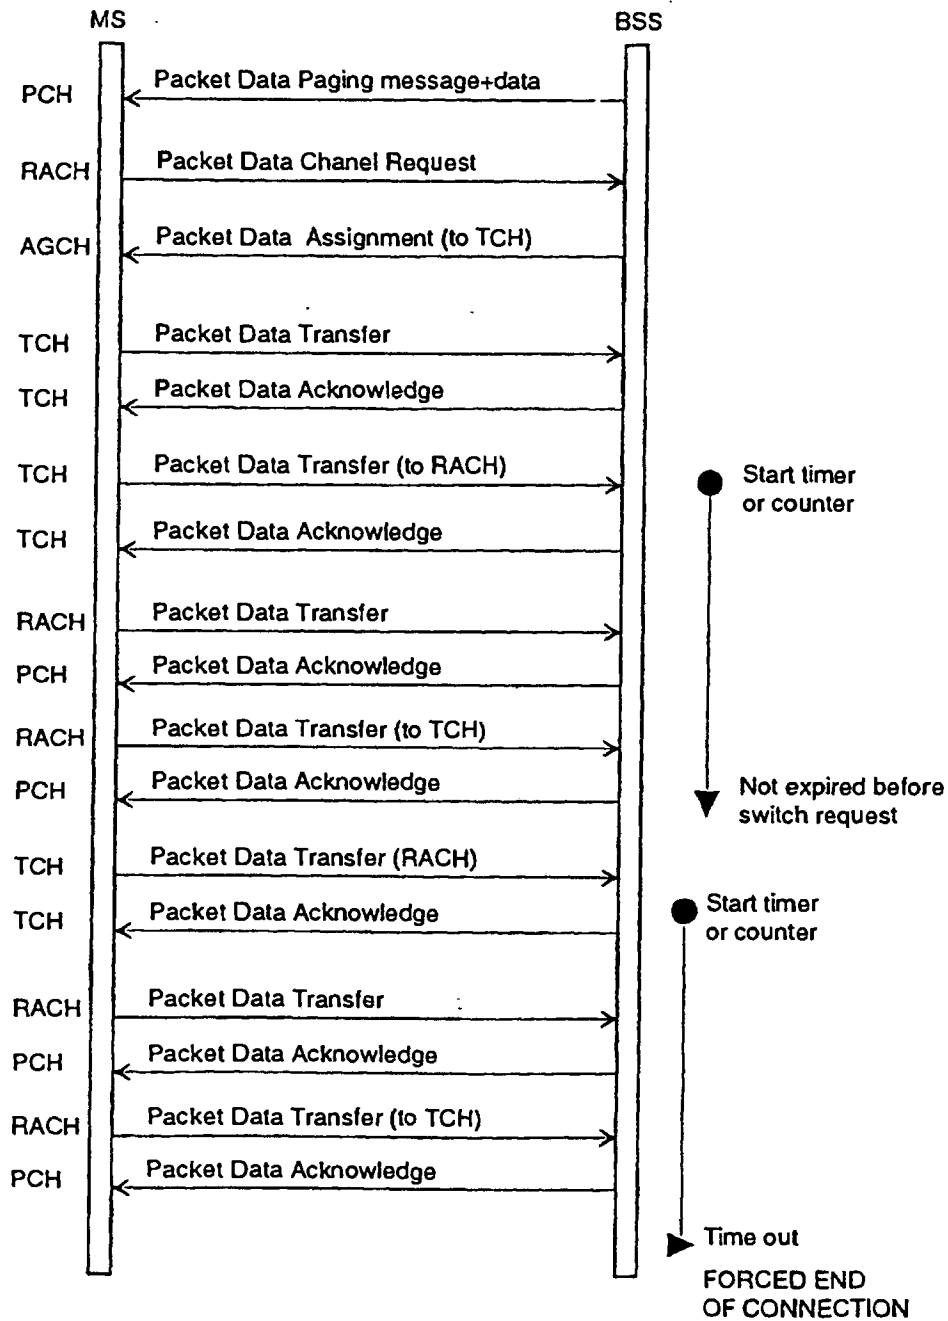 MS
BSS
PCH
Packet Data Paging message+data
RACH
Packet Data Chanel Request
AGCH
Packet Data Assignment (to TCH)
TCH
Packet Data Transfer
TCH
Packet Data Acknowledge
TCH
Packet Data Transfer (to RACH)
Start timer
or counter
TCH
Packet Data Acknowledge
RACH
Packet Data Transfer
PCH
Packet Data Acknowledge
RACH
Packet Data Transfer (to TCH)
PCH
Packet Data Acknowledge
Not expired before
switch request
TCH
Packet Data Transfer (RACH)
TCH
Packet Data Acknowledge
Start timer
or counter
RACH
Packet Data Transfer
PCH
Packet Data Acknowledge
RACH
Packet Data Transfer (to TCH)
PCH
Packet Data Acknowledge
Time out
FORCED END
OF CONNECTION